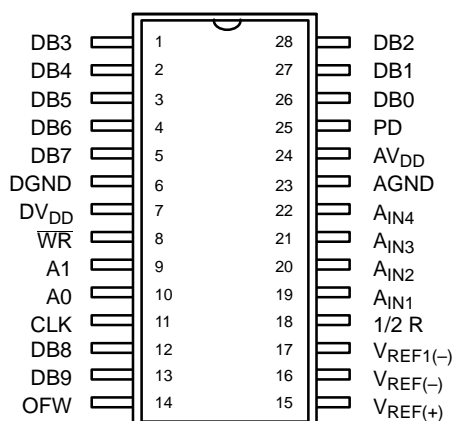 DB3 1 28 DB2
DB4 2 27 DB1
DB5 3 26 DB0
DB6 4 25 PD
DB7 5 24 AVDD
DGND 6 23 AGND
DVDD 7 22 AIN4
W̅R̅ 8 21 AIN3
A1 9 20 AIN2
A0 10 19 AIN1
CLK 11 18 1/2 R
DB8 12 17 VREF1(–)
DB9 13 16 VREF(–)
OFW 14 15 VREF(+)